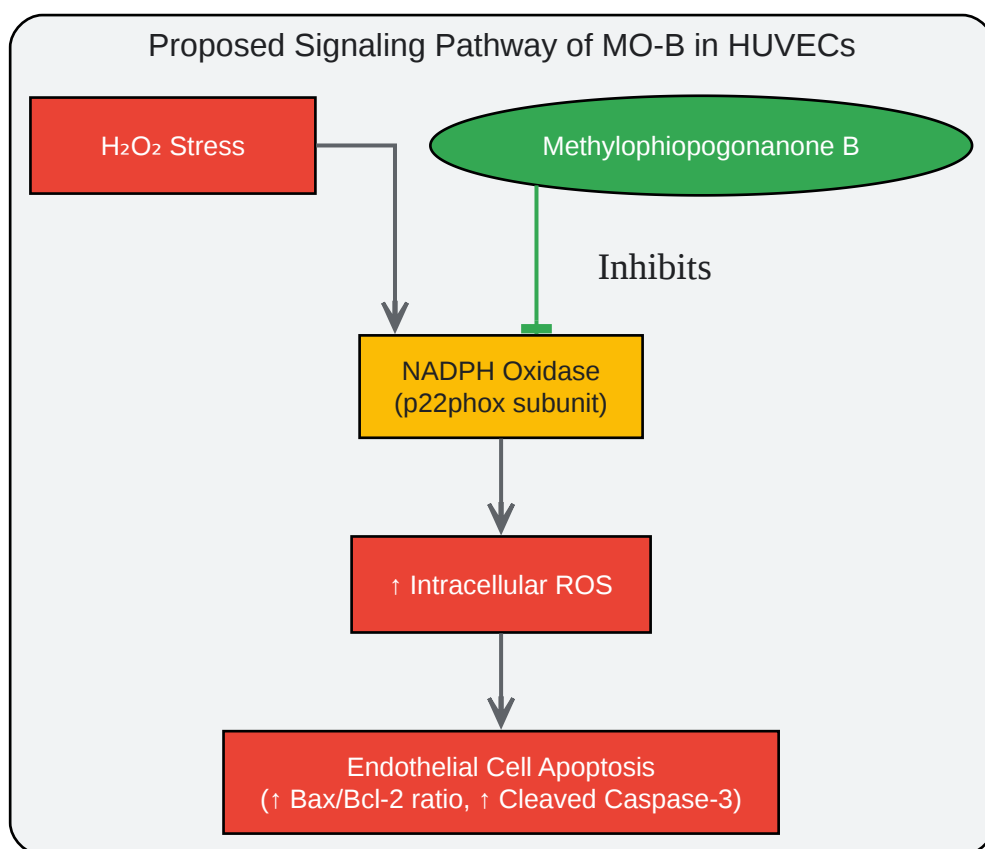 Proposed Signaling Pathway of MO-B in HUVECs
H₂O₂ Stress
Methylophiopogonanone B
Inhibits
NADPH Oxidase
(p22phox subunit)
↑ Intracellular ROS
Endothelial Cell Apoptosis
(↑ Bax/Bcl-2 ratio, ↑ Cleaved Caspase-3)